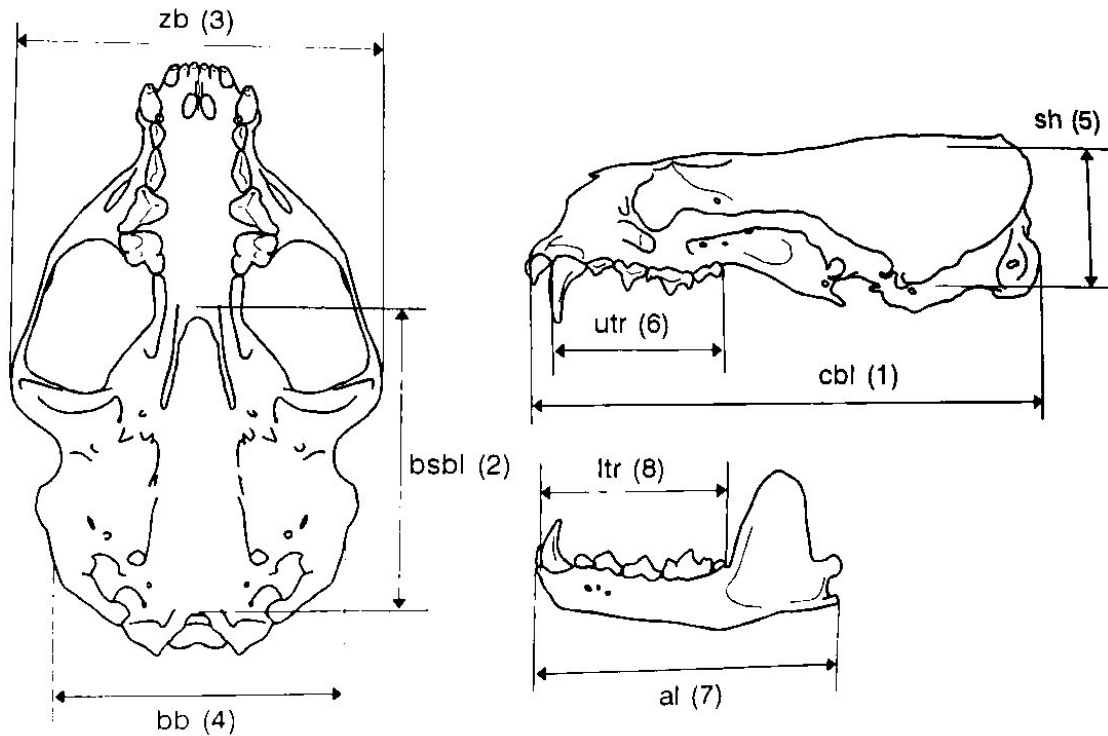 zb (3)
sh (5)
utr (6)
cbl (1)
bsbl (2)
ltr (8)
al (7)
bb (4)